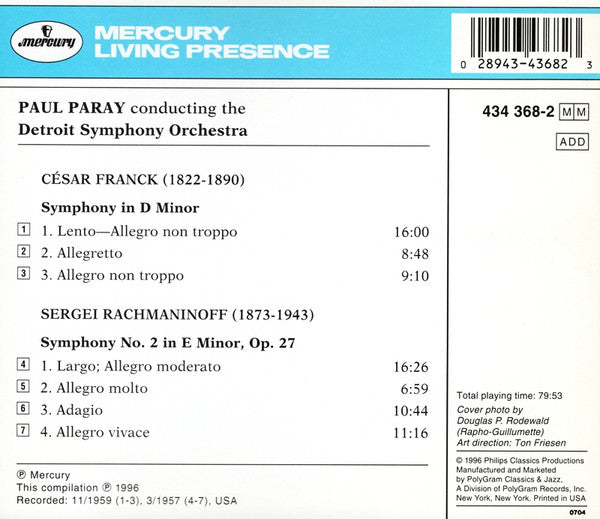 Mercury
MERCURY
LIVING PRESENCE
0 28943-43682 3
PAUL PARAY conducting the
Detroit Symphony Orchestra
434 368-2 MM
ADD
CÉSAR FRANCK (1822-1890)
Symphony in D Minor
1 1. Lento—Allegro non troppo 16:00
2 2. Allegretto 8:48
3 3. Allegro non troppo 9:10
SERGEI RACHMANINOFF (1873-1943)
Symphony No. 2 in E Minor, Op. 27
4 1. Largo; Allegro moderato 16:26
5 2. Allegro molto 6:59
6 3. Adagio 10:44
7 4. Allegro vivace 11:16
℗ Mercury
This compilation ℗ 1996
Recorded: 11/1959 (1-3), 3/1957 (4-7), USA
Total playing time: 79:53
Cover photo by
Douglas P. Rodewald
(Rapho-Guillumette)
Art direction: Ton Friesen
© 1996 Philips Classics Productions
Manufactured and Marketed
by PolyGram Classics & Jazz,
A Division of PolyGram Records, Inc.
New York, New York. Printed in USA
0704